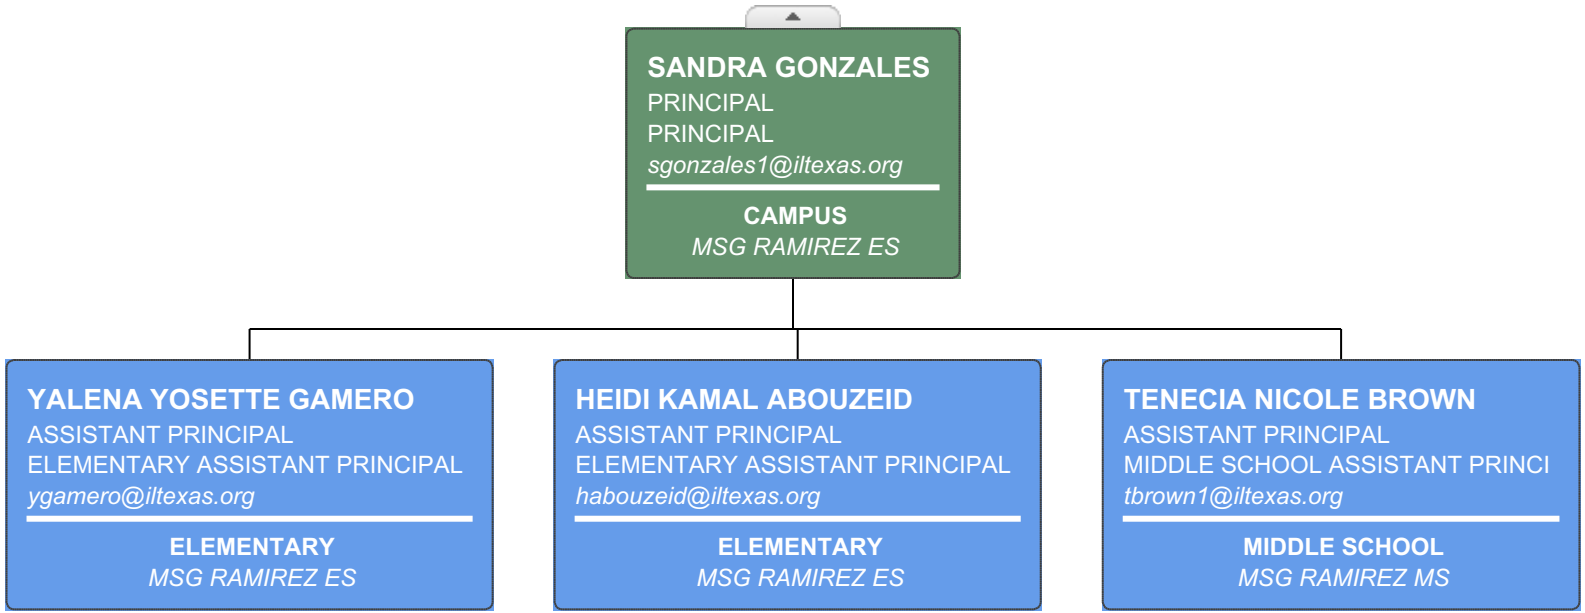 SANDRA GONZALES
PRINCIPAL
PRINCIPAL
sgonzales1@iltexas.org
CAMPUS
MSG RAMIREZ ES
YALENA YOSETTE GAMERO
ASSISTANT PRINCIPAL
ELEMENTARY ASSISTANT PRINCIPAL
ygamero@iltexas.org
ELEMENTARY
MSG RAMIREZ ES
HEIDI KAMAL ABOUZEID
ASSISTANT PRINCIPAL
ELEMENTARY ASSISTANT PRINCIPAL
habouzeid@iltexas.org
ELEMENTARY
MSG RAMIREZ ES
TENECIA NICOLE BROWN
ASSISTANT PRINCIPAL
MIDDLE SCHOOL ASSISTANT PRINCI
tbrown1@iltexas.org
MIDDLE SCHOOL
MSG RAMIREZ MS